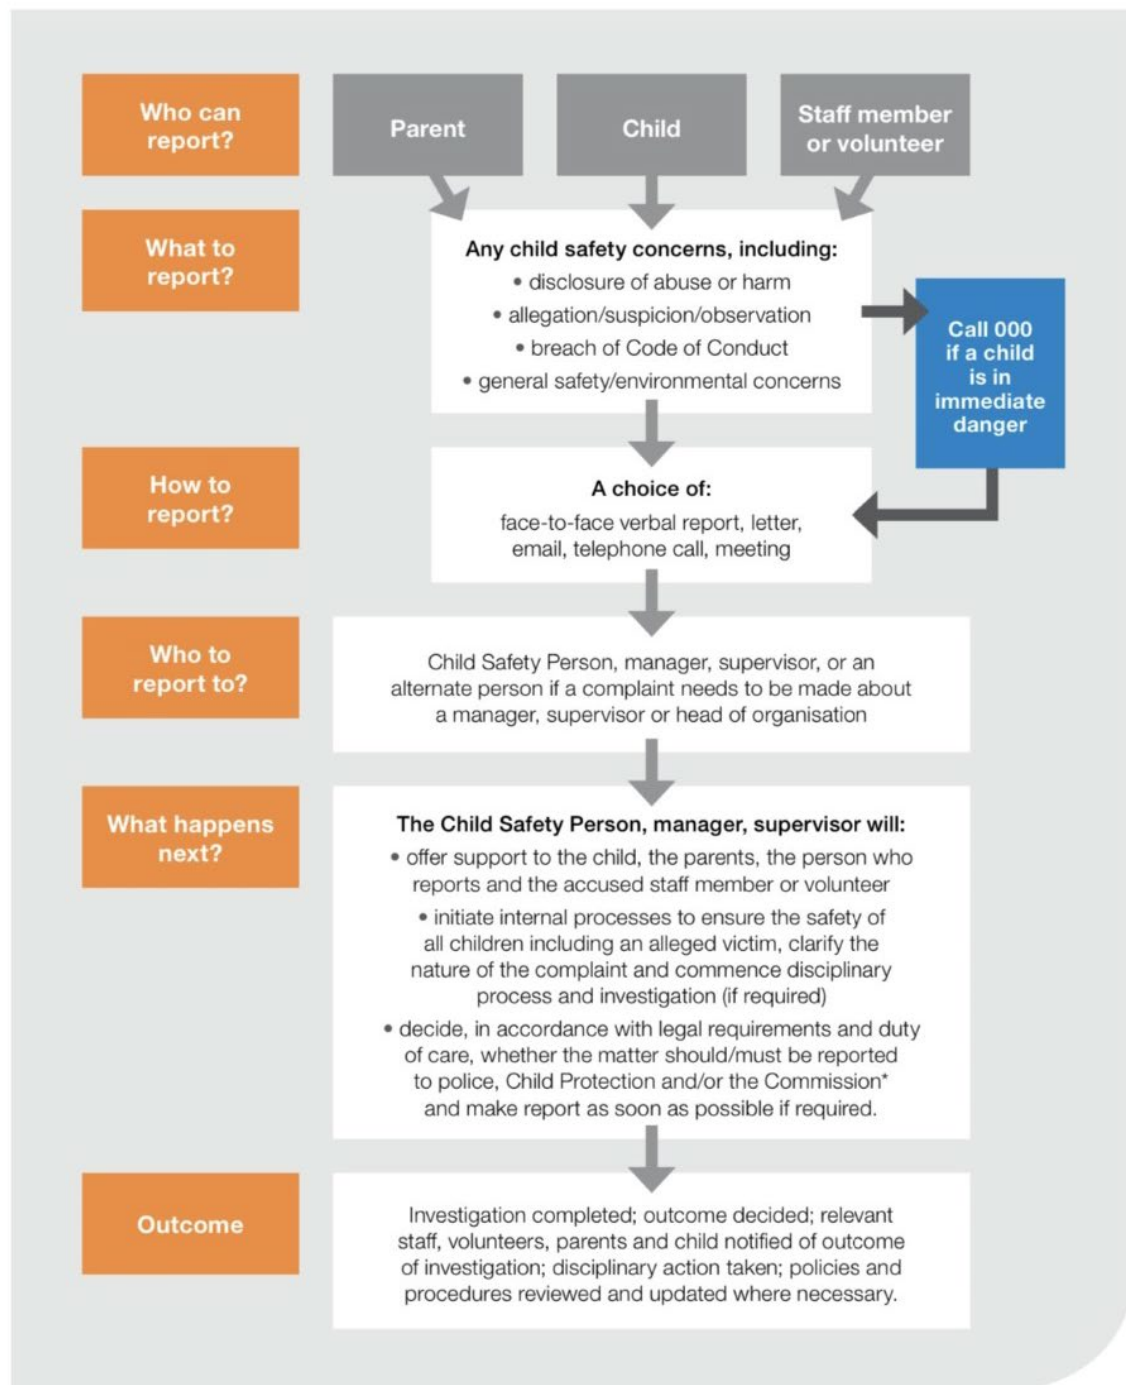 Who can
report?
Parent
Child
Staff member
or volunteer
What to
report?
Any child safety concerns, including:
• disclosure of abuse or harm
• allegation/suspicion/observation
• breach of Code of Conduct
• general safety/environmental concerns
Call 000
if a child
is in
immediate
danger
How to
report?
A choice of:
face-to-face verbal report, letter,
email, telephone call, meeting
Who to
report to?
Child Safety Person, manager, supervisor, or an
alternate person if a complaint needs to be made about
a manager, supervisor or head of organisation
What happens
next?
The Child Safety Person, manager, supervisor will:
• offer support to the child, the parents, the person who
reports and the accused staff member or volunteer
• initiate internal processes to ensure the safety of
all children including an alleged victim, clarify the
nature of the complaint and commence disciplinary
process and investigation (if required)
• decide, in accordance with legal requirements and duty
of care, whether the matter should/must be reported
to police, Child Protection and/or the Commission*
and make report as soon as possible if required.
Outcome
Investigation completed; outcome decided; relevant
staff, volunteers, parents and child notified of outcome
of investigation; disciplinary action taken; policies and
procedures reviewed and updated where necessary.